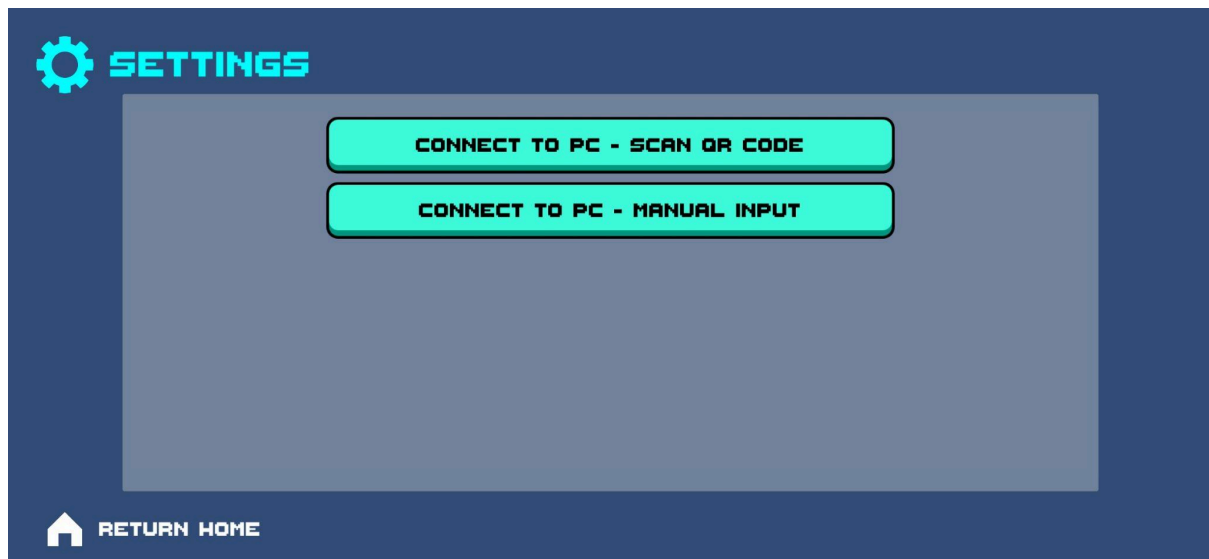 SETTINGS
CONNECT TO PC - SCAN QR CODE
CONNECT TO PC - MANUAL INPUT
RETURN HOME